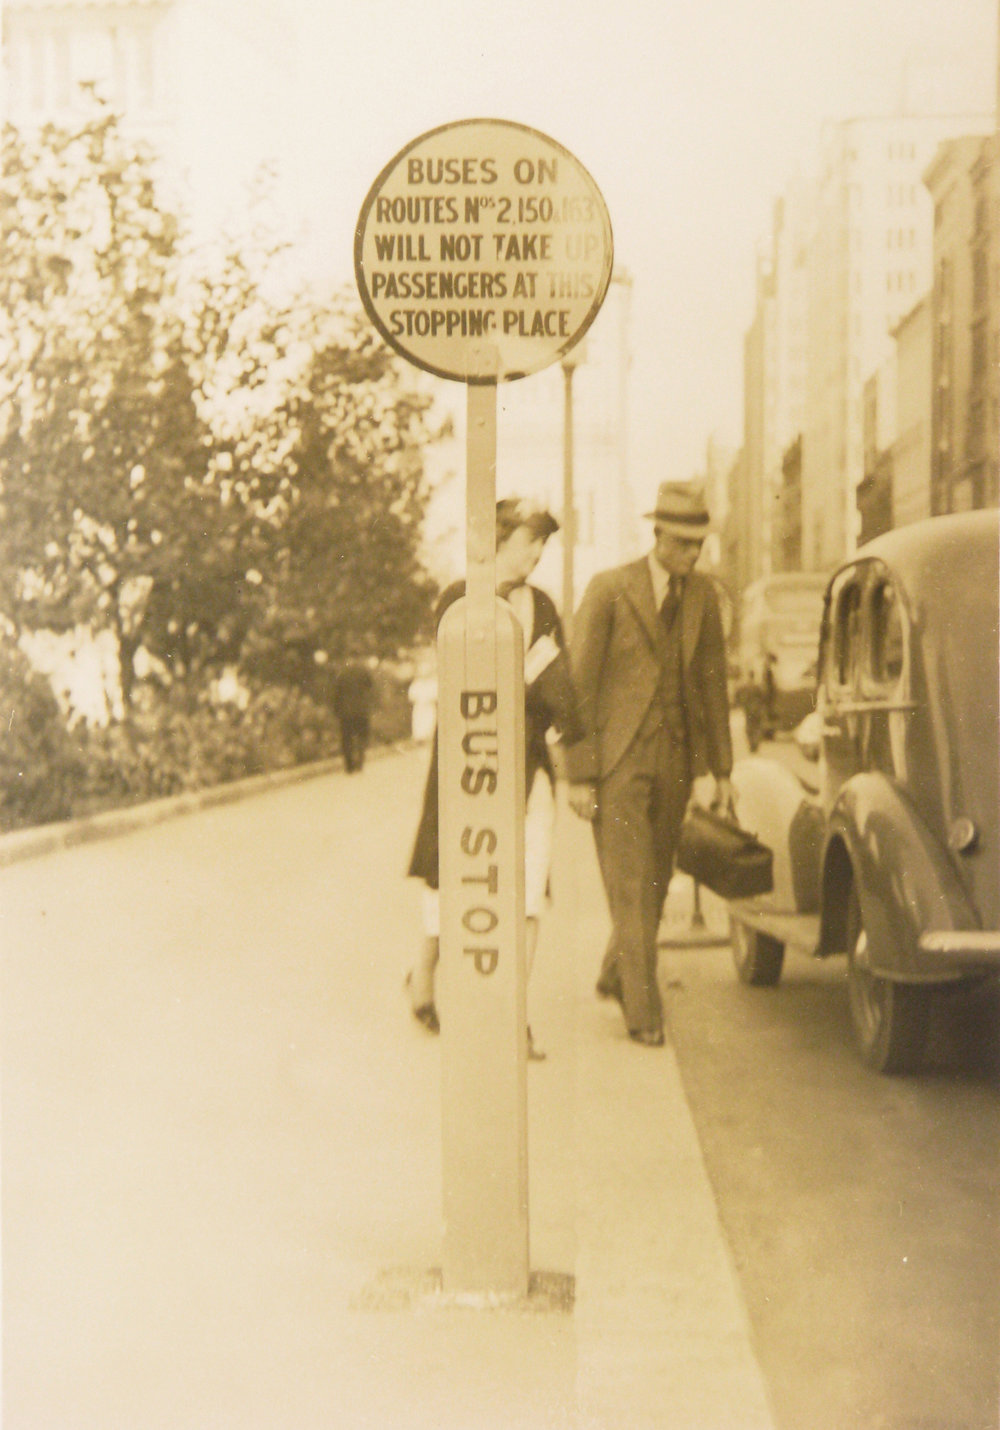 BUSES ON
ROUTES Nos 2,150 & 163
WILL NOT TAKE UP
PASSENGERS AT THIS
STOPPING PLACE
BUS STOP